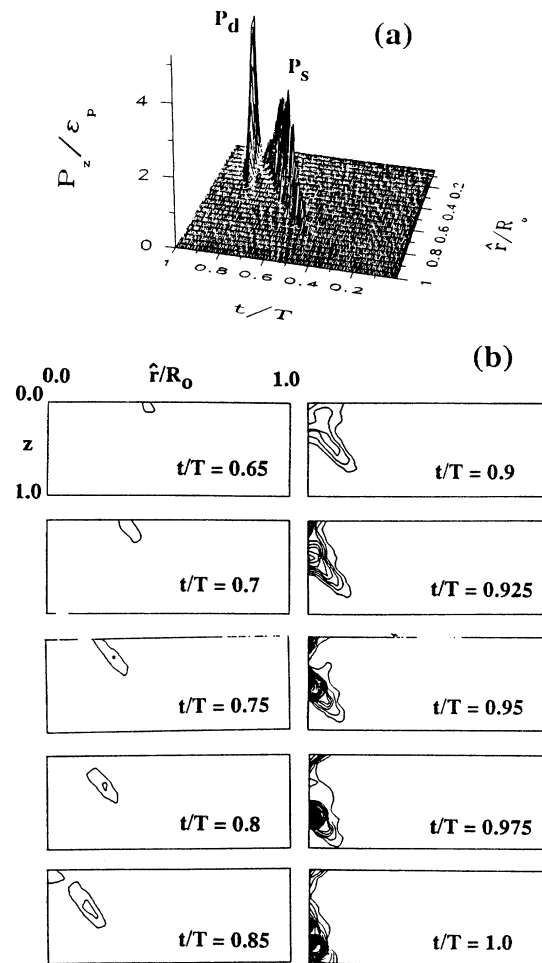 P_d
(a)
P_s
4
2
0
P_z/ε_p
1 0.8 0.6 0.4 0.2
t/T
0.2
0.4
0.6
0.8
1
r̂/R_o
(b)
0.0 r̂/R_o 1.0
0.0
z
1.0
t/T = 0.65
t/T = 0.9
t/T = 0.7
t/T = 0.925
t/T = 0.75
t/T = 0.95
t/T = 0.8
t/T = 0.975
t/T = 0.85
t/T = 1.0